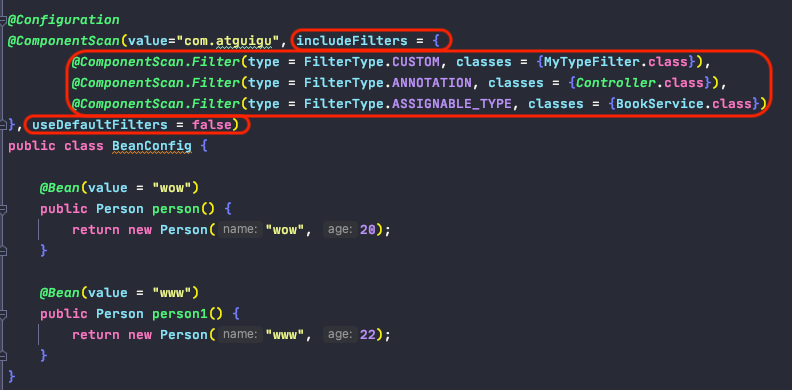 @Configuration
@ComponentScan(value="com.atguigu", includeFilters = {
        @ComponentScan.Filter(type = FilterType.CUSTOM, classes = {MyTypeFilter.class}),
        @ComponentScan.Filter(type = FilterType.ANNOTATION, classes = {Controller.class}),
        @ComponentScan.Filter(type = FilterType.ASSIGNABLE_TYPE, classes = {BookService.class})
}, useDefaultFilters = false)
public class BeanConfig {
    @Bean(value = "wow")
    public Person person() {
        return new Person( name: "wow", age: 20);
    }
    @Bean(value = "www")
    public Person person1() {
        return new Person( name: "www", age: 22);
    }
}